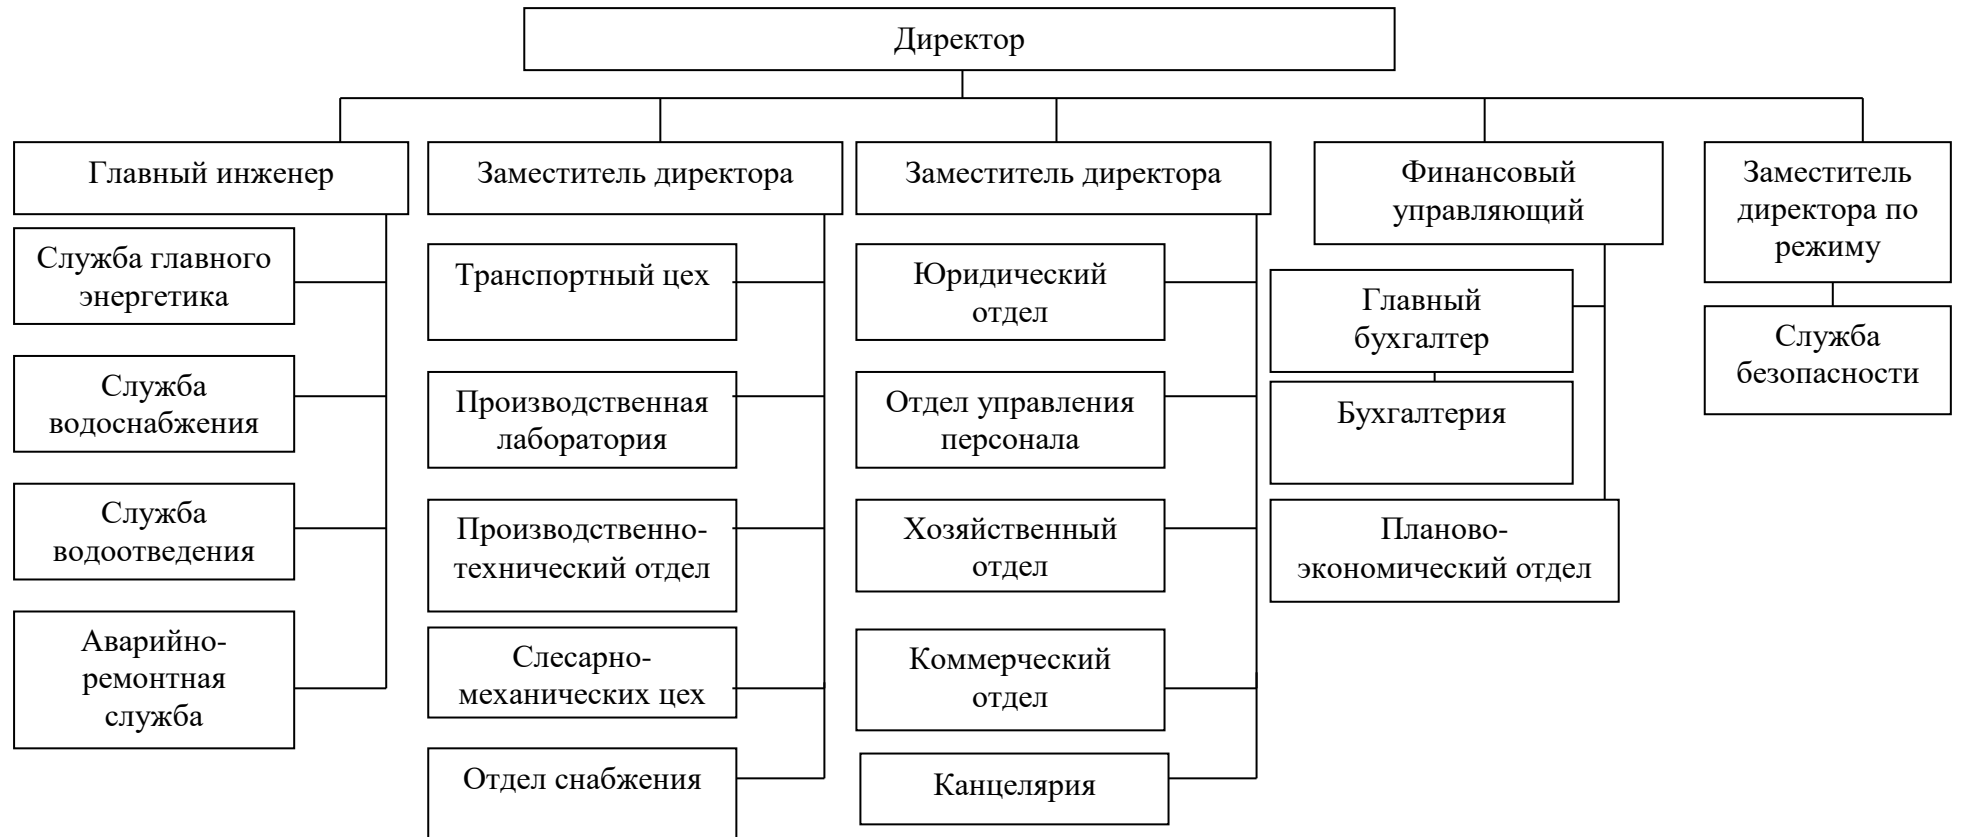 Директор
Главный инженер
Служба главного
энергетика
Служба
водоснабжения
Служба
водоотведения
Аварийно-
ремонтная
служба
Заместитель директора
Транспортный цех
Производственная
лаборатория
Производственно-
технический отдел
Слесарно-
механических цех
Отдел снабжения
Заместитель директора
Юридический
отдел
Отдел управления
персонала
Хозяйственный
отдел
Коммерческий
отдел
Канцелярия
Финансовый
управляющий
Главный
бухгалтер
Бухгалтерия
Планово-
экономический отдел
Заместитель
директора по
режиму
Служба
безопасности